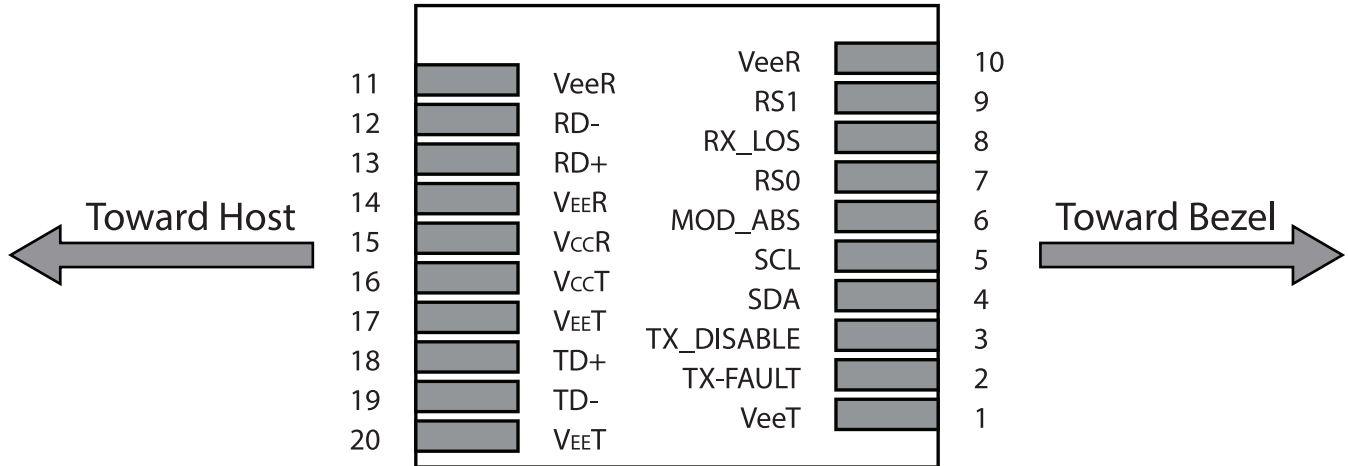 11 VeeR
12 RD-
13 RD+
14 VEER
15 VCCR
16 VCCT
17 VEET
18 TD+
19 TD-
20 VEET
Toward Host
VeeR 10
RS1 9
RX_LOS 8
RS0 7
MOD_ABS 6
SCL 5
SDA 4
TX_DISABLE 3
TX-FAULT 2
VeeT 1
Toward Bezel